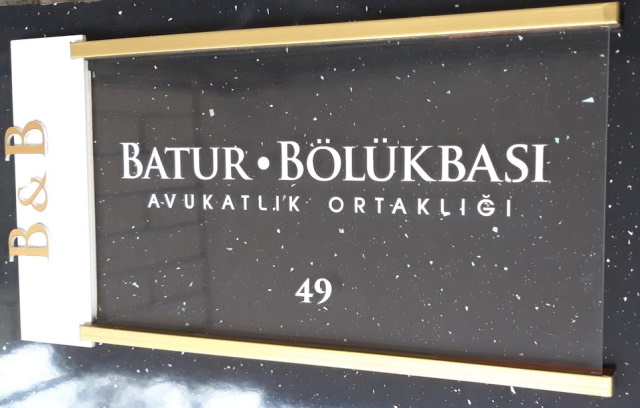 B&B
BATUR • BÖLÜKBASI
AVUKATLIK ORTAKLIĞI
49